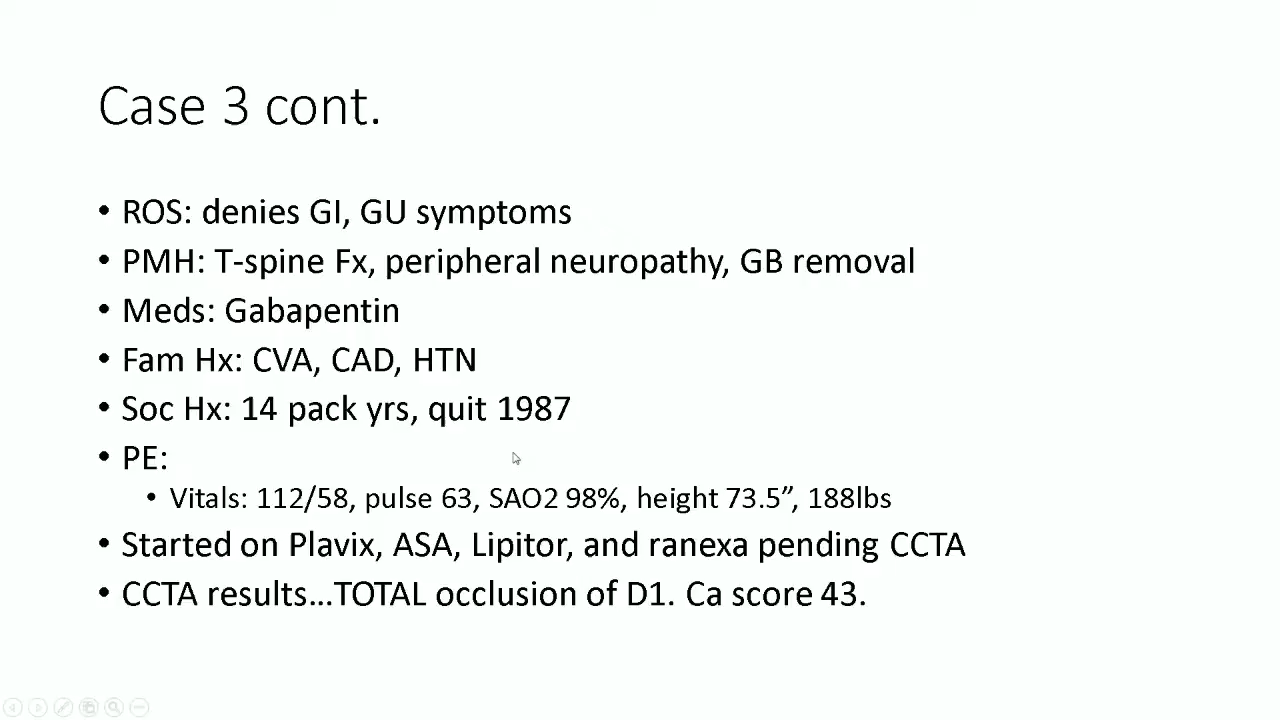 Case 3 cont.
• ROS: denies GI, GU symptoms
• PMH: T-spine Fx, peripheral neuropathy, GB removal
• Meds: Gabapentin
• Fam Hx: CVA, CAD, HTN
• Soc Hx: 14 pack yrs, quit 1987
• PE:
• Vitals: 112/58, pulse 63, SAO2 98%, height 73.5”, 188lbs
• Started on Plavix, ASA, Lipitor, and ranexa pending CCTA
• CCTA results…TOTAL occlusion of D1. Ca score 43.